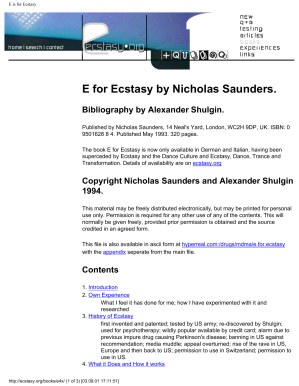 E is for Ecstasy
home | search | contact
ecstasy.org
new
q+a
testing
articles
experiences
links
E for Ecstasy by Nicholas Saunders.
Bibliography by Alexander Shulgin.
Published by Nicholas Saunders, 14 Neal's Yard, London, WC2H 9DP, UK. ISBN: 0
9501628 8 4. Published May 1993. 320 pages.
The book E for Ecstasy is now only available in German and Italian, having been
superceded by Ecstasy and the Dance Culture and Ecstasy, Dance, Trance and
Transformation. Details of availability are on ecstasy.org
Copyright Nicholas Saunders and Alexander Shulgin
1994.
This material may be freely distributed electronically, but may be printed for personal
use only. Permission is required for any other use of any of the contents. This will
normally be given freely, provided prior permission is obtained and the source
credited in an agreed form.
This file is also available in ascii form at hyperreal.com:/drugs/mdma/e.for.ecstasy
with the appendix seperate from the main file.
Contents
1. Introduction
2. Own Experience
What I feel it has done for me; how I have experimented with it and
researched
3. History of Ecstasy
first invented and patented; tested by US army; re-discovered by Shulgin;
used for psychotherapy; wildly popular available by credit card; alarm due to
previous impure drug causing Parkinson's disease; banning in US against
recommendation; media muddle; appeal overturned; rise of the rave in US,
Europe and then back to US; permission to use in Switzerland; permission to
use in US.
4. What it Does and How it works
http://ecstasy.org/books/e4x/ (1 of 3) [03.09.01 17:11:51]